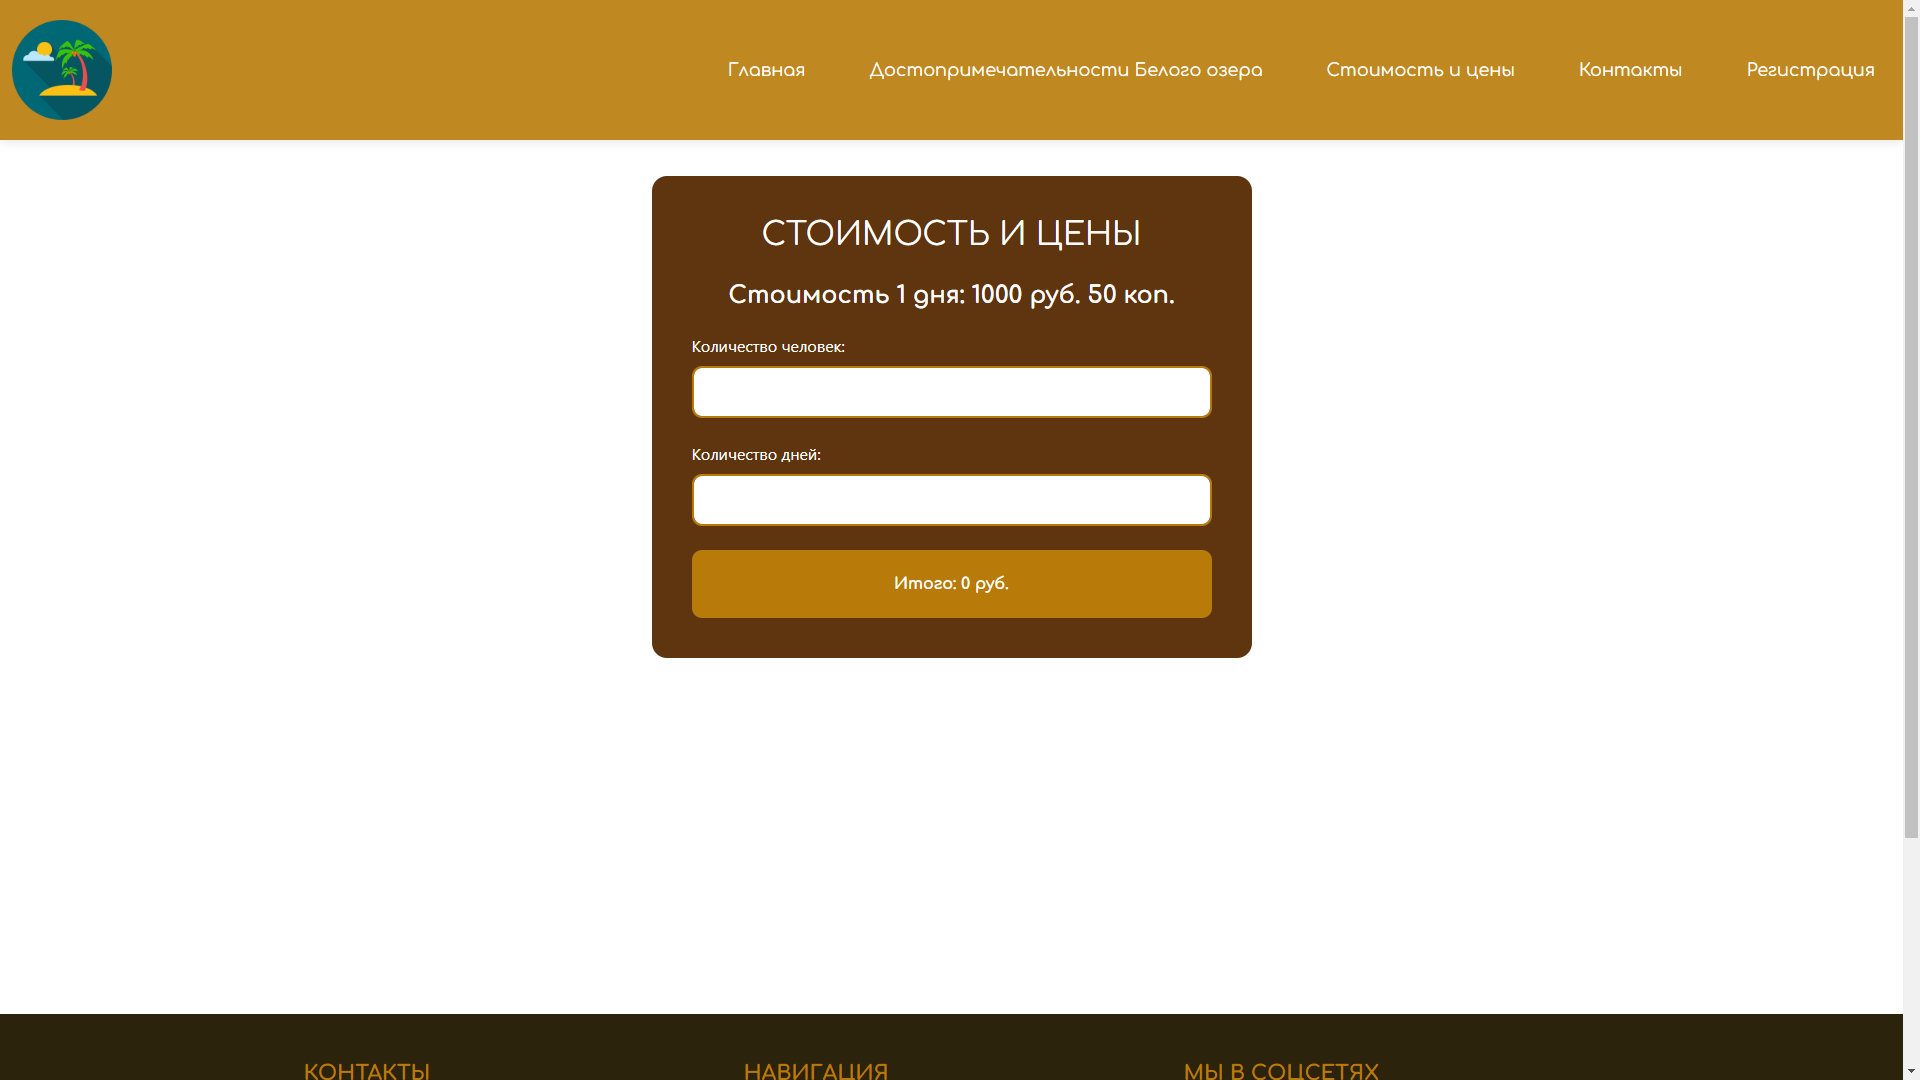 Главная Достопримечательности Белого озера Стоимость и цены Контакты Регистрация
СТОИМОСТЬ И ЦЕНЫ
Стоимость 1 дня: 1000 руб. 50 коп.
Количество человек:
Количество дней:
Итого: 0 руб.
КОНТАКТЫ НАВИГАЦИЯ МЫ В СОЦСЕТЯХ